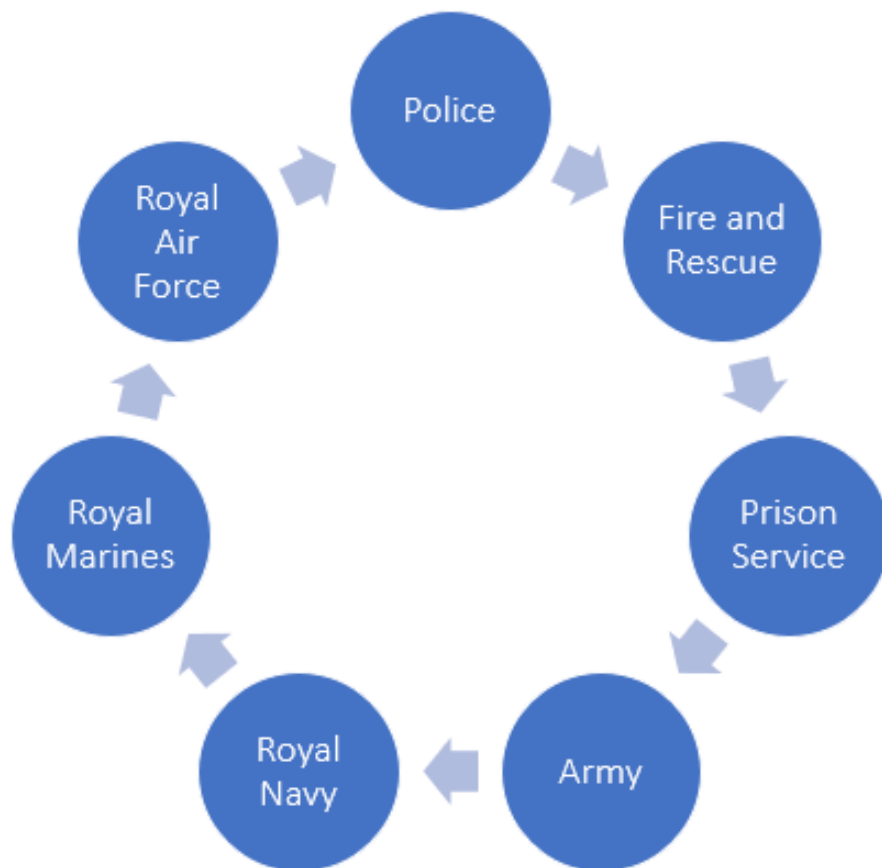 Police
Fire and
Rescue
Prison
Service
Army
Royal
Navy
Royal
Marines
Royal
Air
Force